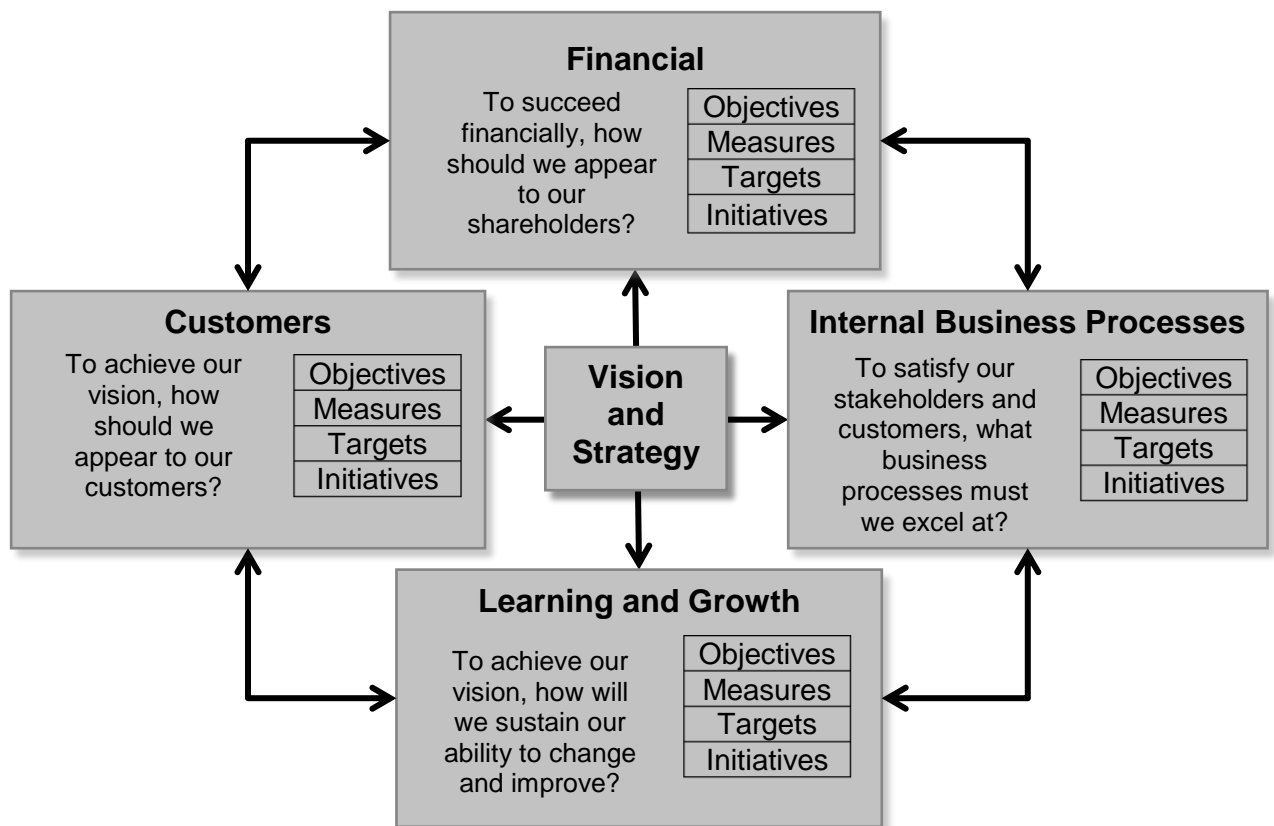 Financial
To succeed
financially, how
should we appear
to our
shareholders?
Objectives
Measures
Targets
Initiatives
Customers
To achieve our
vision, how
should we
appear to our
customers?
Objectives
Measures
Targets
Initiatives
Vision
and
Strategy
Internal Business Processes
To satisfy our
stakeholders and
customers, what
business
processes must
we excel at?
Objectives
Measures
Targets
Initiatives
Learning and Growth
To achieve our
vision, how will
we sustain our
ability to change
and improve?
Objectives
Measures
Targets
Initiatives